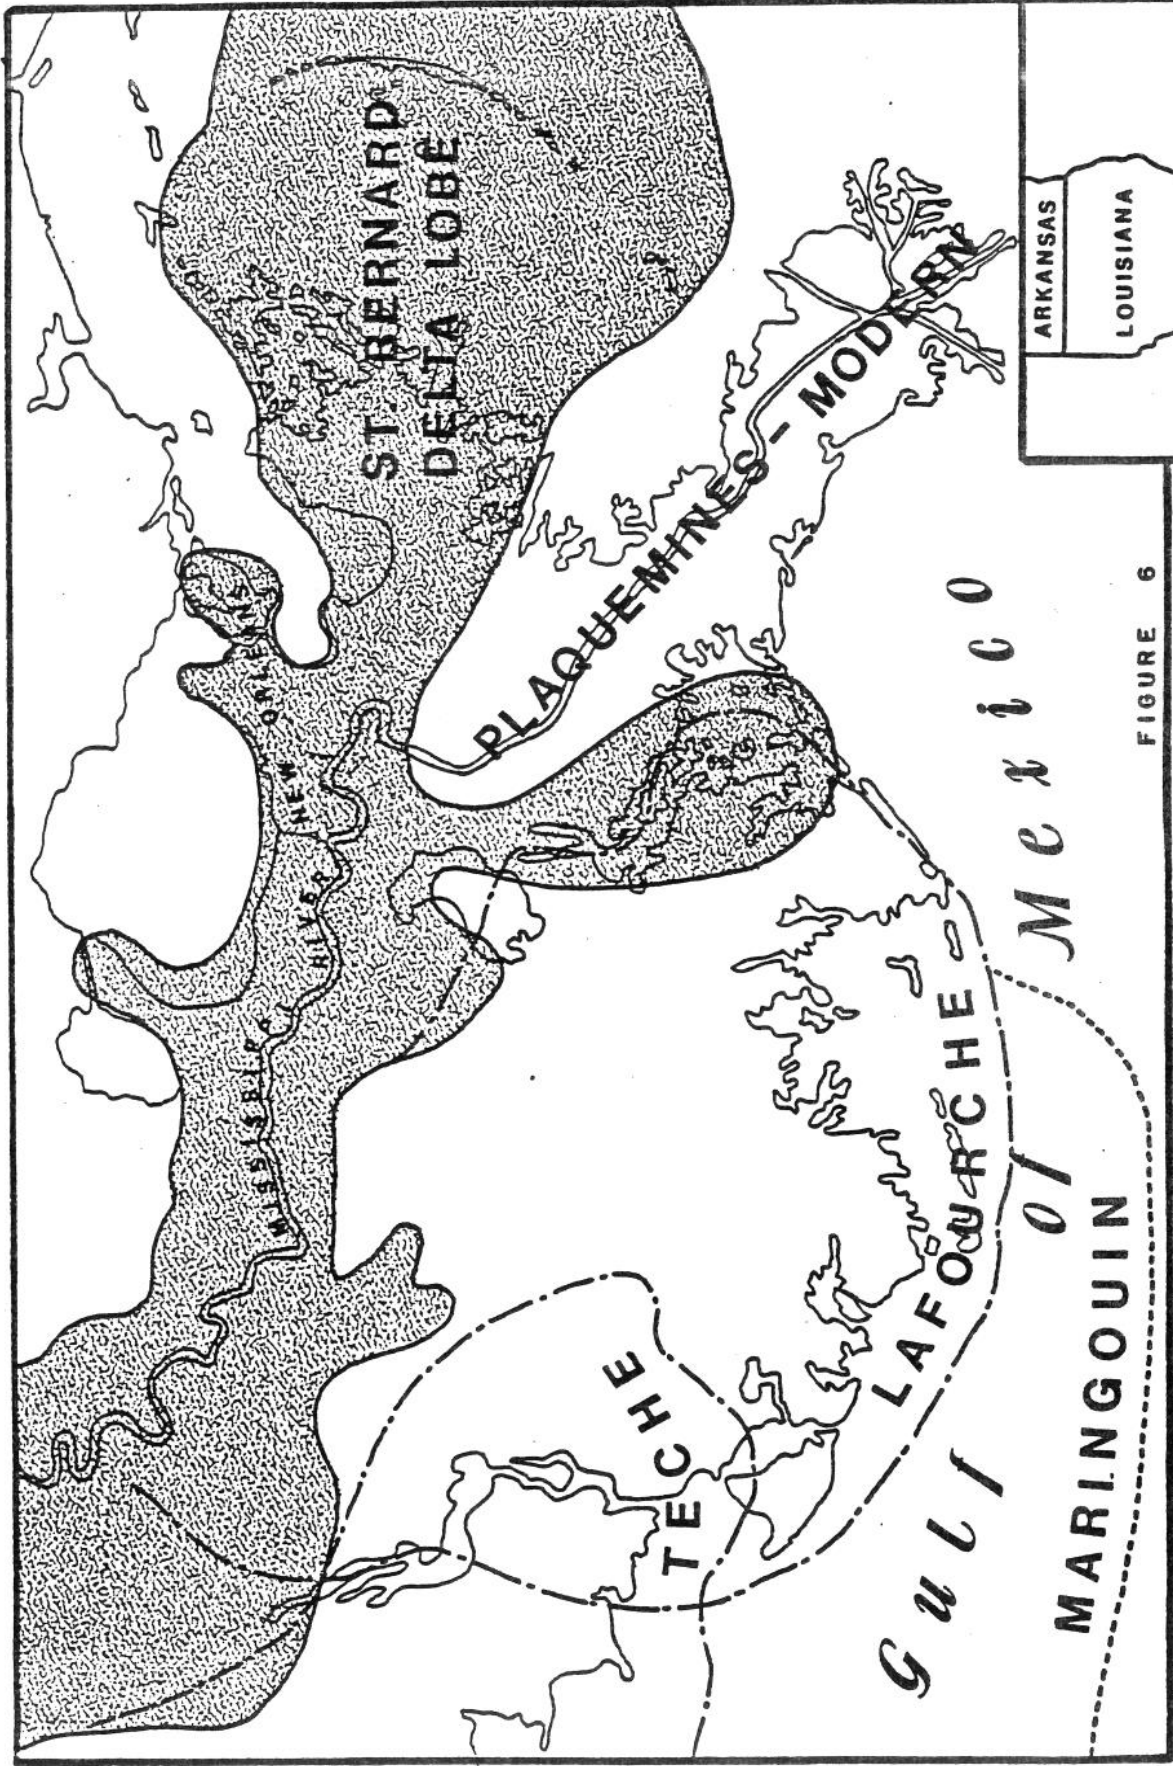 ST. BERNARD
DELTA LOBE
NEW ORLEANS
MISSISSIPPI RIVER
PLAQUEMINES - MODERN
TECHE
LAFOURCHE
Gulf of Mexico
MARINGOUIN
ARKANSAS
LOUISIANA
FIGURE 6